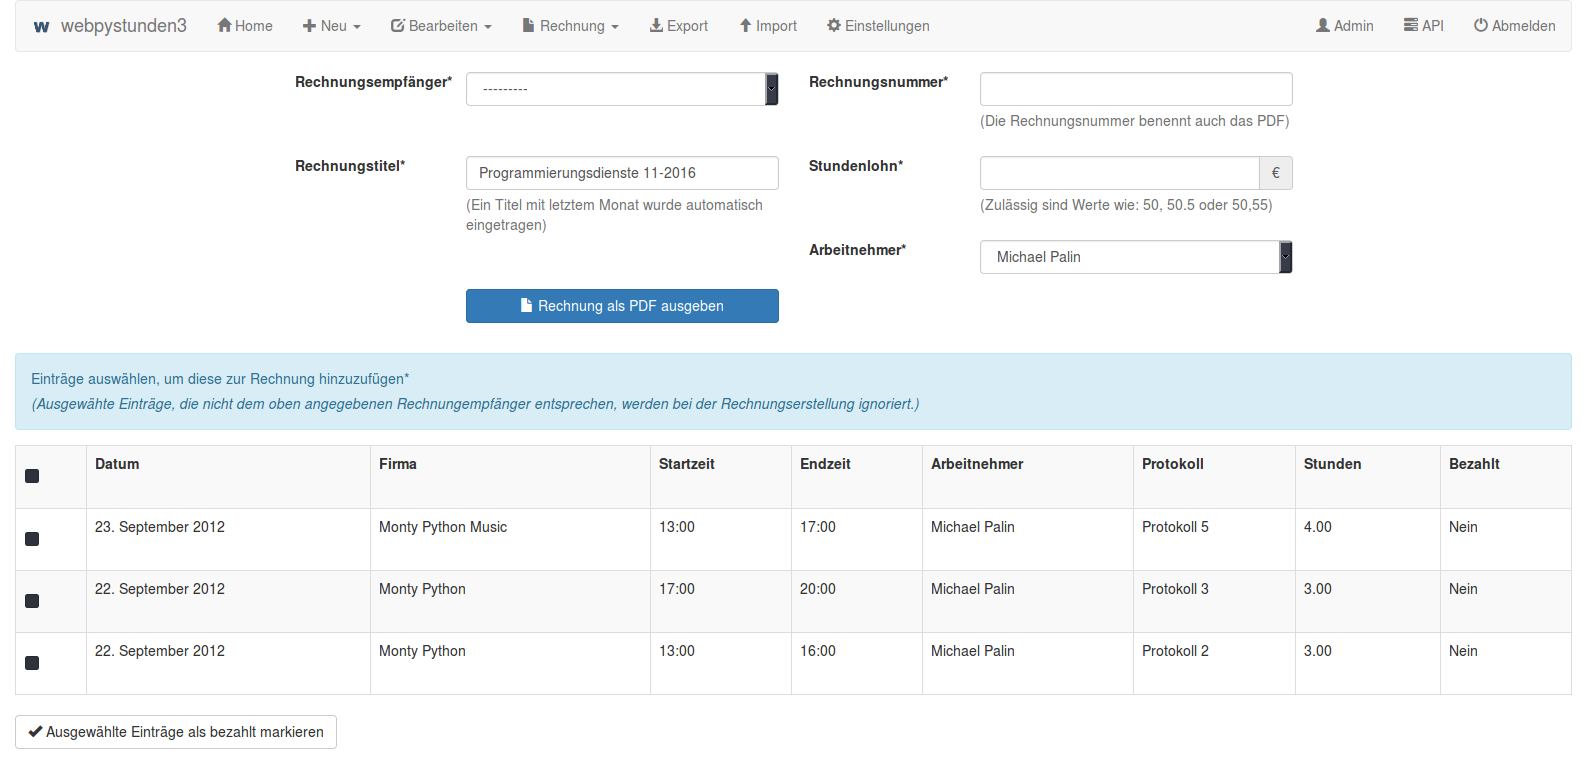 w webpystunden3 Home Neu Bearbeiten Rechnung Export Import Einstellungen Admin API Abmelden
Rechnungsempfänger* --------- Rechnungsnummer*
(Die Rechnungsnummer benennt auch das PDF)
Rechnungstitel* Programmierungsdienste 11-2016 Stundenlohn* €
(Ein Titel mit letztem Monat wurde automatisch (Zulässig sind Werte wie: 50, 50.5 oder 50,55)
eingetragen)
Arbeitnehmer* Michael Palin
Rechnung als PDF ausgeben
Einträge auswählen, um diese zur Rechnung hinzuzufügen*
(Ausgewähte Einträge, die nicht dem oben angegebenen Rechnungempfänger entsprechen, werden bei der Rechnungserstellung ignoriert.)
Datum Firma Startzeit Endzeit Arbeitnehmer Protokoll Stunden Bezahlt
23. September 2012 Monty Python Music 13:00 17:00 Michael Palin Protokoll 5 4.00 Nein
22. September 2012 Monty Python 17:00 20:00 Michael Palin Protokoll 3 3.00 Nein
22. September 2012 Monty Python 13:00 16:00 Michael Palin Protokoll 2 3.00 Nein
Ausgewählte Einträge als bezahlt markieren